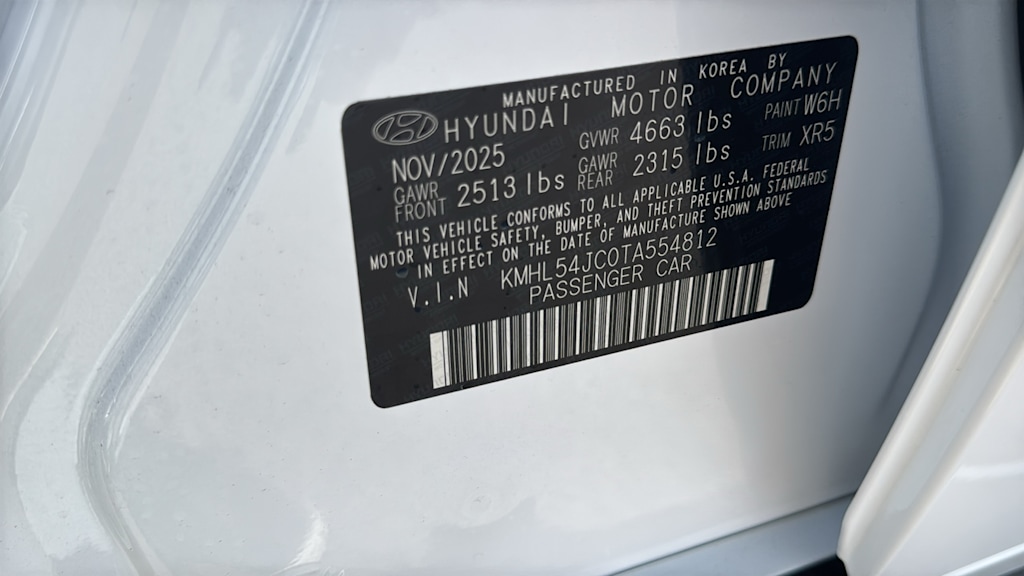 MANUFACTURED IN KOREA BY
HYUNDAI MOTOR COMPANY
NOV/2025 GVWR 4663 lbs PAINT W6H
GAWR FRONT 2513 lbs GAWR REAR 2315 lbs TRIM XR5
THIS VEHICLE CONFORMS TO ALL APPLICABLE U.S.A. FEDERAL
MOTOR VEHICLE SAFETY, BUMPER, AND THEFT PREVENTION STANDARDS
IN EFFECT ON THE DATE OF MANUFACTURE SHOWN ABOVE
V.I.N KMHL54JC0TA554812
PASSENGER CAR